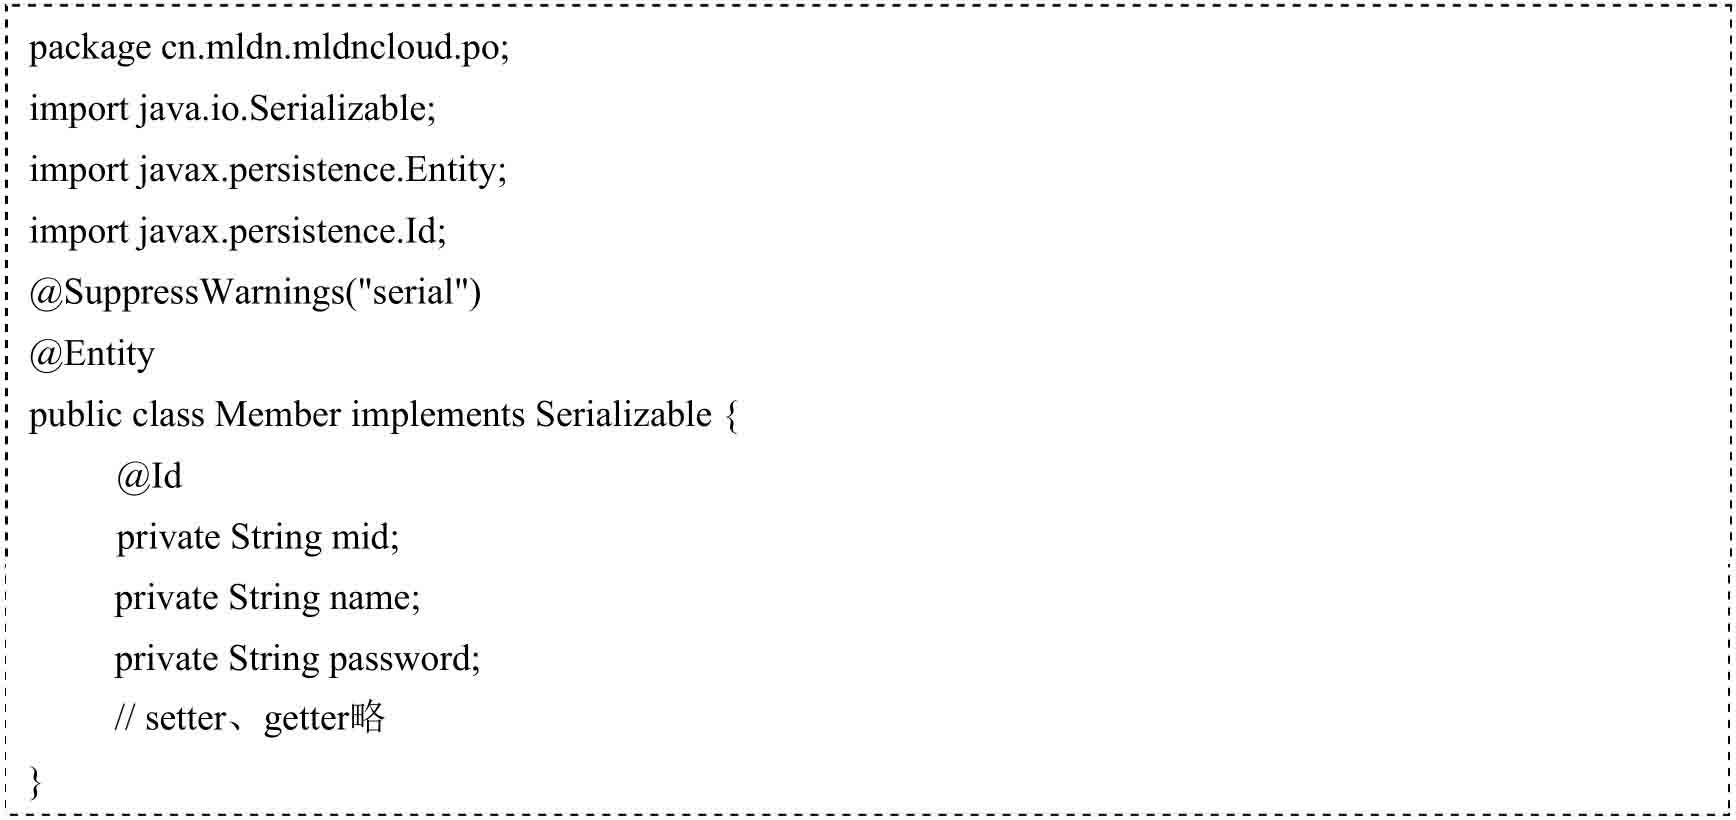 package cn.mldn.mldncloud.po;
import java.io.Serializable;
import javax.persistence.Entity;
import javax.persistence.Id;
@SuppressWarnings("serial")
@Entity
public class Member implements Serializable {
@Id
private String mid;
private String name;
private String password;
// setter、getter略
}